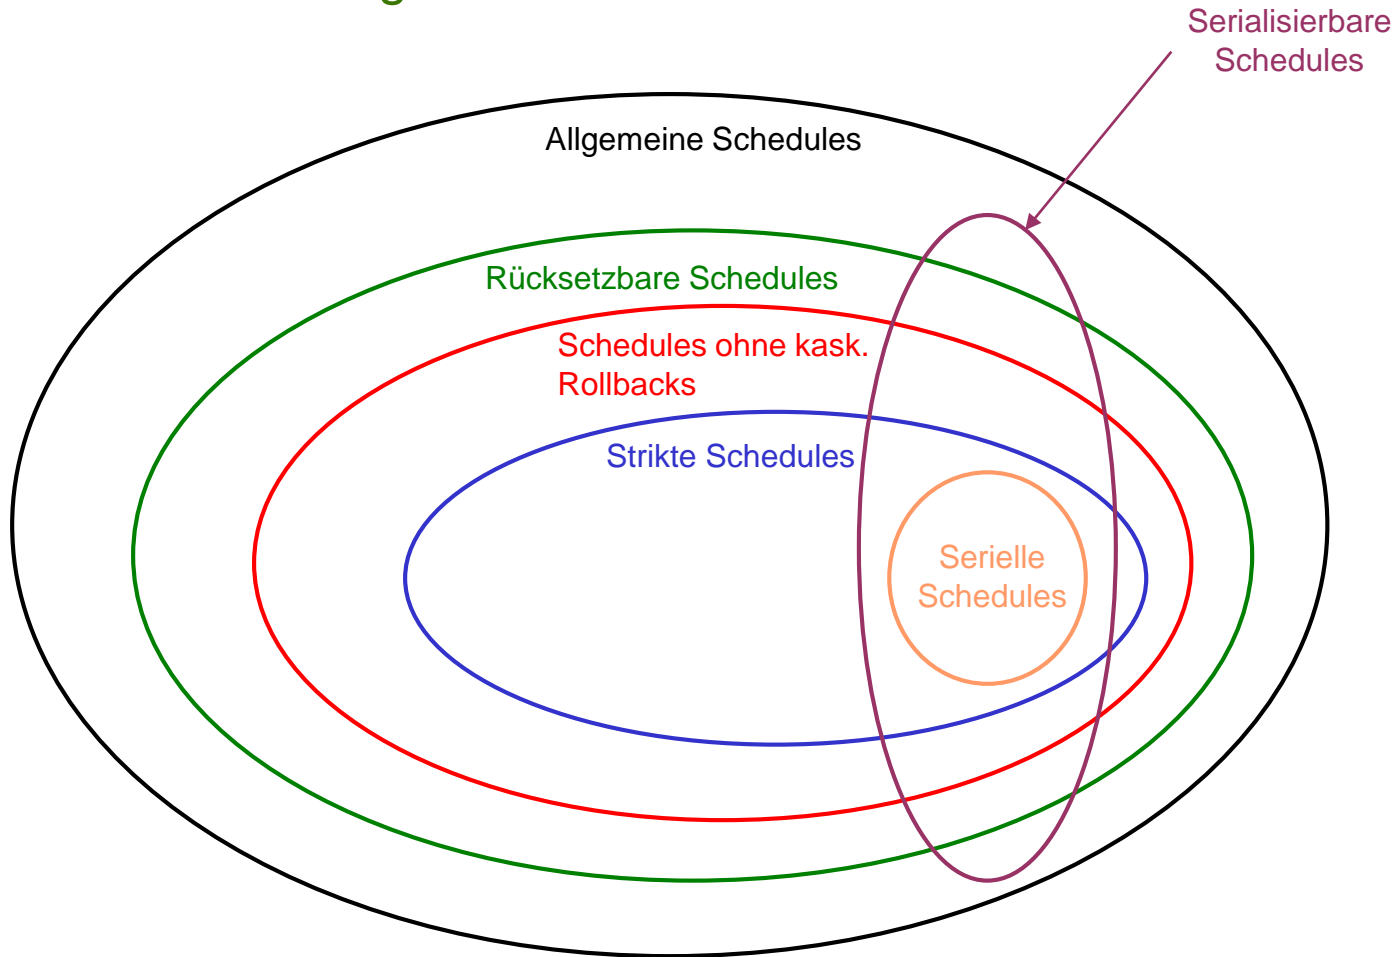 Serialisierbare
Schedules
Allgemeine Schedules
Rücksetzbare Schedules
Schedules ohne kask.
Rollbacks
Strikte Schedules
Serielle
Schedules